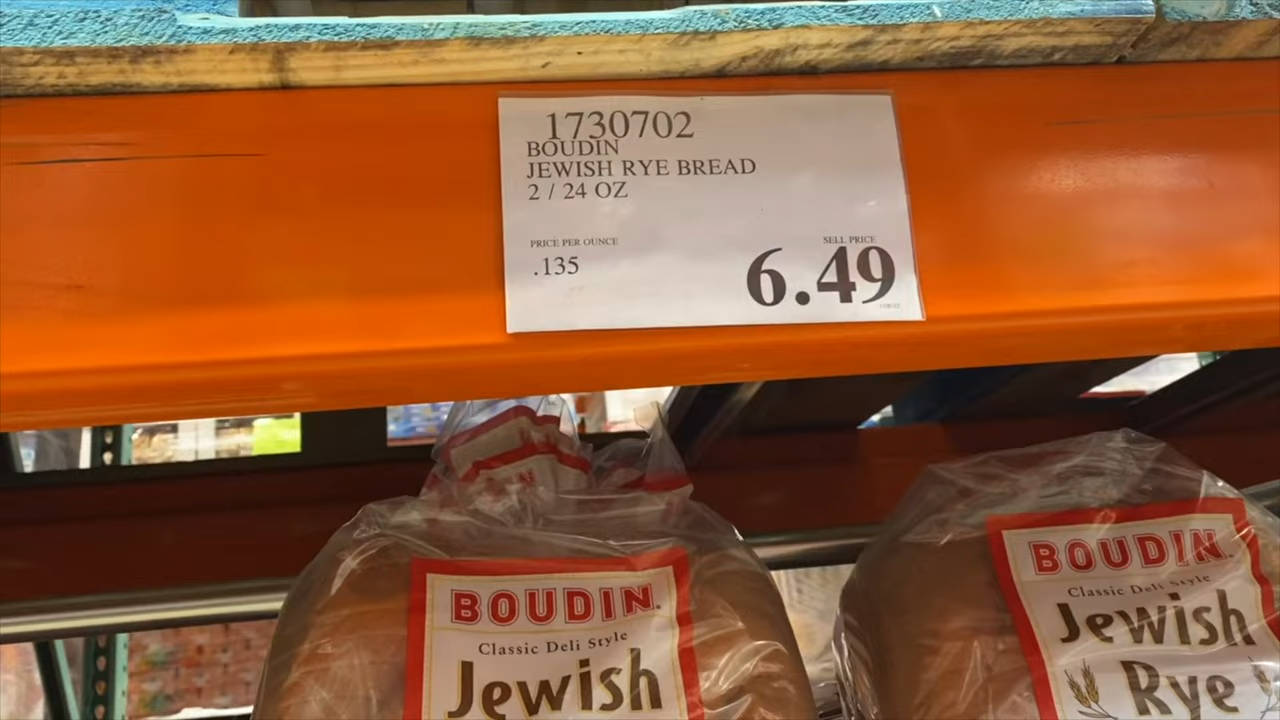 1730702
BOUDIN
JEWISH RYE BREAD
2 / 24 OZ
PRICE PER OUNCE
.135
SELL PRICE
6.49
BOUDIN
Classic Deli Style
Jewish
BOUDIN
Classic Deli Style
Jewish
Rye